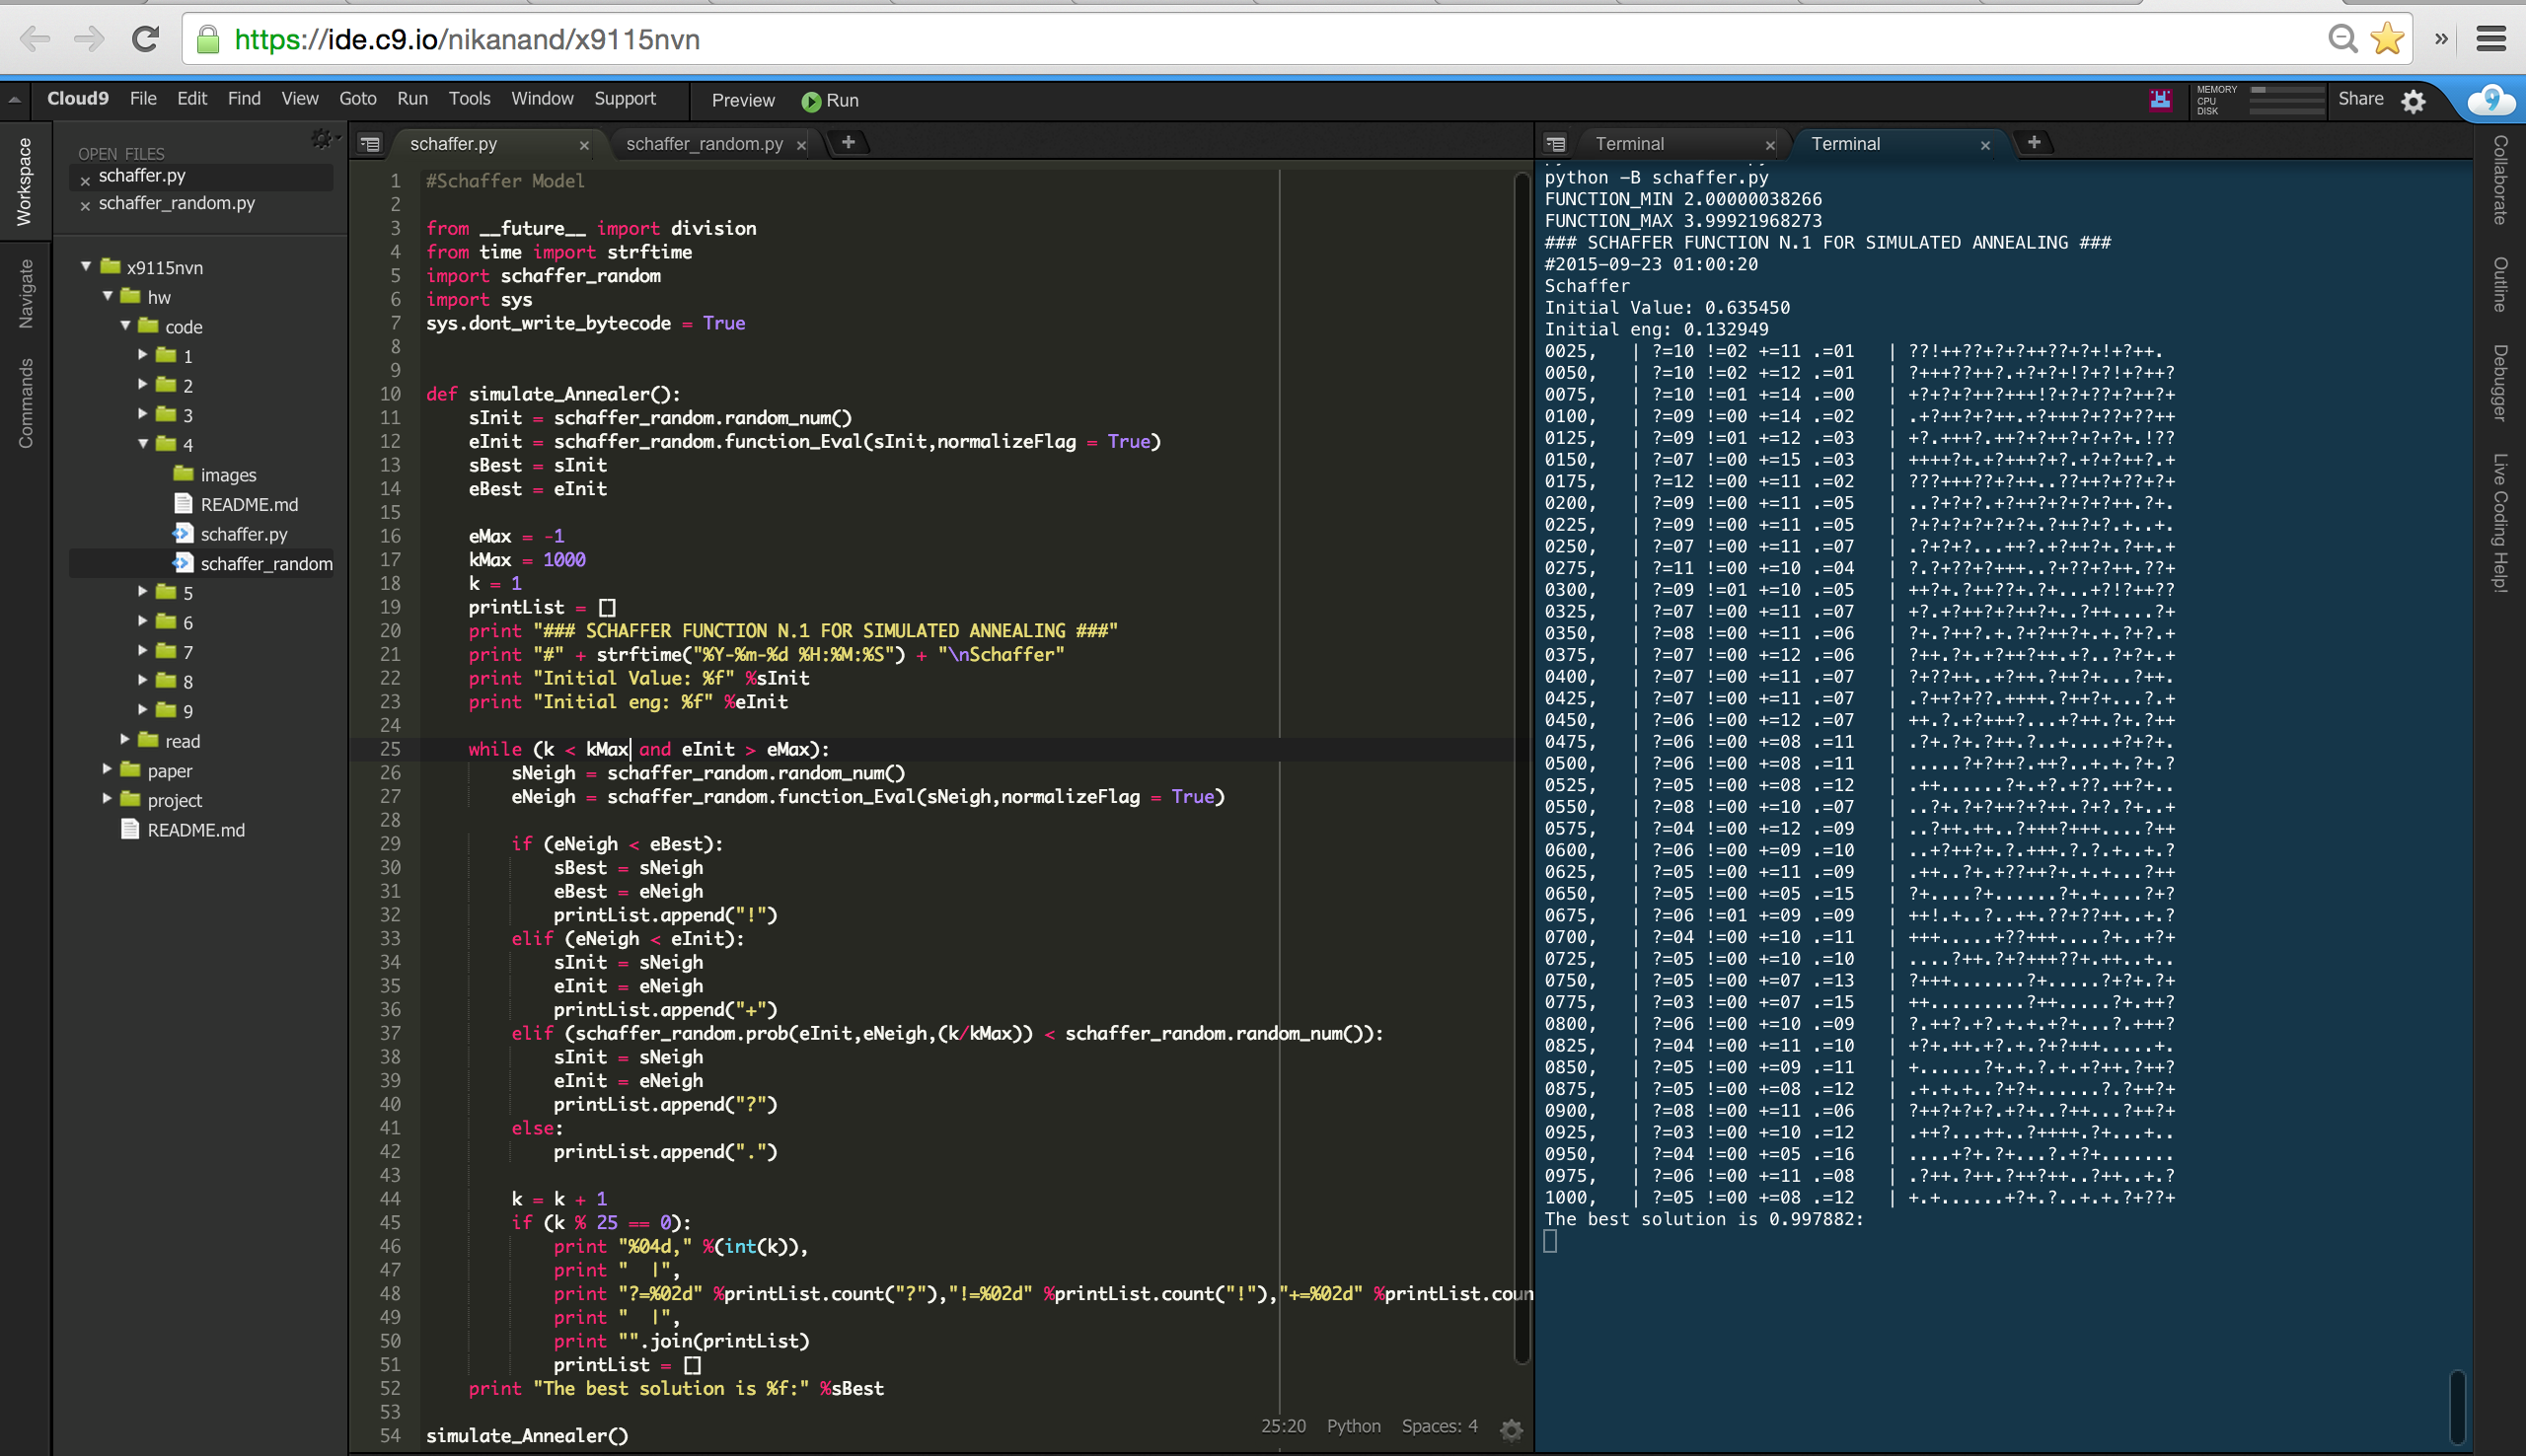 https://ide.c9.io/nikanand/x9115nvn
»
Cloud9 File Edit Find View Goto Run Tools Window Support Preview Run
MEMORY
CPU
DISK
Share
9
Workspace
Navigate
Commands
OPEN FILES
schaffer.py
schaffer_random.py
x9115nvn
hw
code
1
2
3
4
images
README.md
schaffer.py
schaffer_random
5
6
7
8
9
read
paper
project
README.md
schaffer.py × schaffer_random.py × +
1 #Schaffer Model
2
3 from __future__ import division
4 from time import strftime
5 import schaffer_random
6 import sys
7 sys.dont_write_bytecode = True
8
9
10 def simulate_Annealer():
11     sInit = schaffer_random.random_num()
12     eInit = schaffer_random.function_Eval(sInit,normalizeFlag = True)
13     sBest = sInit
14     eBest = eInit
15
16     eMax = -1
17     kMax = 1000
18     k = 1
19     printList = []
20     print "### SCHAFFER FUNCTION N.1 FOR SIMULATED ANNEALING ###"
21     print "#" + strftime("%Y-%m-%d %H:%M:%S") + "\nSchaffer"
22     print "Initial Value: %f" %sInit
23     print "Initial eng: %f" %eInit
24
25     while (k < kMax and eInit > eMax):
26         sNeigh = schaffer_random.random_num()
27         eNeigh = schaffer_random.function_Eval(sNeigh,normalizeFlag = True)
28
29         if (eNeigh < eBest):
30             sBest = sNeigh
31             eBest = eNeigh
32             printList.append("!")
33         elif (eNeigh < eInit):
34             sInit = sNeigh
35             eInit = eNeigh
36             printList.append("+")
37         elif (schaffer_random.prob(eInit,eNeigh,(k/kMax)) < schaffer_random.random_num()):
38             sInit = sNeigh
39             eInit = eNeigh
40             printList.append("?")
41         else:
42             printList.append(".")
43
44         k = k + 1
45         if (k % 25 == 0):
46             print "%04d," %(int(k)),
47             print "  |",
48             print "?=%02d" %printList.count("?"),"!=%02d" %printList.count("!"),"+=%02d" %printList.coun
49             print "  |",
50             print "".join(printList)
51             printList = []
52     print "The best solution is %f:" %sBest
53
54 simulate_Annealer()
25:20 Python Spaces: 4
Terminal × Terminal × +
python -B schaffer.py
FUNCTION_MIN 2.00000038266
FUNCTION_MAX 3.99921968273
### SCHAFFER FUNCTION N.1 FOR SIMULATED ANNEALING ###
#2015-09-23 01:00:20
Schaffer
Initial Value: 0.635450
Initial eng: 0.132949
0025,   | ?=10 !=02 +=11 .=01   | ??!++??+?+?++??+?+!+?++.
0050,   | ?=10 !=02 +=12 .=01   | ?+++??++?.+?+?+!?+?!+?++?
0075,   | ?=10 !=01 +=14 .=00   | +?+?+?++?+++!?+?+??+?++?+
0100,   | ?=09 !=00 +=14 .=02   | .+?++?+?++.+?+++?+??+??++
0125,   | ?=09 !=01 +=12 .=03   | +?.+++?.++?+?++?+?+?+.!??
0150,   | ?=07 !=00 +=15 .=03   | ++++?+.+?+++?+?.+?+?++?.+
0175,   | ?=12 !=00 +=11 .=02   | ???+++??+?++..??++?+??+?+
0200,   | ?=09 !=00 +=11 .=05   | ..?+?+?.+?++?+?+?+?++.?+.
0225,   | ?=09 !=00 +=11 .=05   | ?+?+?+?+?+?+.?++?+?.+..+.
0250,   | ?=07 !=00 +=11 .=07   | .?+?+?...++?.+?++?.+?++.+
0275,   | ?=11 !=00 +=10 .=04   | ?.?+??+?+++..?+??+?++.??+
0300,   | ?=09 !=01 +=10 .=05   | ++?+.?++??+.?+...+?!?++??
0325,   | ?=07 !=00 +=11 .=07   | +?.+?++?+??++?+..?++....?+
0350,   | ?=08 !=00 +=11 .=06   | ?+.?++?.+.?+?++?+.+.?+?.+
0375,   | ?=07 !=00 +=12 .=06   | ?++.?+.+?++?++.+?..?+?+.+
0400,   | ?=07 !=00 +=11 .=07   | ?+??++..+?++.?++?+...?++.
0425,   | ?=07 !=00 +=11 .=07   | .?++?+??.++++.?++?+...?.+
0450,   | ?=06 !=00 +=12 .=07   | ++.?.+?+++?...+?++.?+.?++
0475,   | ?=06 !=00 +=08 .=11   | .?+.?+.?++?..?+....+?+?+.
0500,   | ?=06 !=00 +=08 .=11   | .....?+?++?.++?..+.+.?+.?
0525,   | ?=05 !=00 +=08 .=12   | .++......?+.+?.+??.++?+..
0550,   | ?=08 !=00 +=10 .=07   | ..?+.?+?++?+?++.?+?.?+..+
0575,   | ?=04 !=00 +=12 .=09   | ..?++.++..?+++?+++....?++
0600,   | ?=06 !=00 +=09 .=10   | ..+?++?+.?.+++.?.?.+..+.?
0625,   | ?=05 !=00 +=11 .=09   | .++..?+.+??++?+.+.+...?++
0650,   | ?=05 !=00 +=05 .=15   | ?+....?+......?+.+....?+?
0675,   | ?=06 !=01 +=09 .=09   | ++!.+..?..++.??+??++..+.?
0700,   | ?=04 !=00 +=10 .=11   | +++.....+??+++....?+..+?+
0725,   | ?=05 !=00 +=10 .=10   | ....?++.?+?+++??+.++..+..
0750,   | ?=05 !=00 +=07 .=13   | ?+++.......?+.....?+?+.?+
0775,   | ?=03 !=00 +=07 .=15   | ++.........?++.....?+.++?
0800,   | ?=06 !=00 +=10 .=09   | ?.++?.+?.+.+.+?+...?.+++?
0825,   | ?=04 !=00 +=11 .=10   | +?+.++.+?.+.?+?+++.....+.
0850,   | ?=05 !=00 +=09 .=11   | +......?+.+.?.+.+?++.?++?
0875,   | ?=05 !=00 +=08 .=12   | .+.+.+..?+?+......?.?++?+
0900,   | ?=08 !=00 +=11 .=06   | ?++?+?+?.+?+..?++...?++?+
0925,   | ?=03 !=00 +=10 .=12   | .++?...++..?++++.?+...+..
0950,   | ?=04 !=00 +=05 .=16   | ....+?+.?+...?.+?+.......
0975,   | ?=06 !=00 +=11 .=08   | .?++.?++.?++?++..?++..+.?
1000,   | ?=05 !=00 +=08 .=12   | +.+......+?+.?..+.+.?+??+
The best solution is 0.997882:
Collaborate
Outline
Debugger
Live Coding Help!